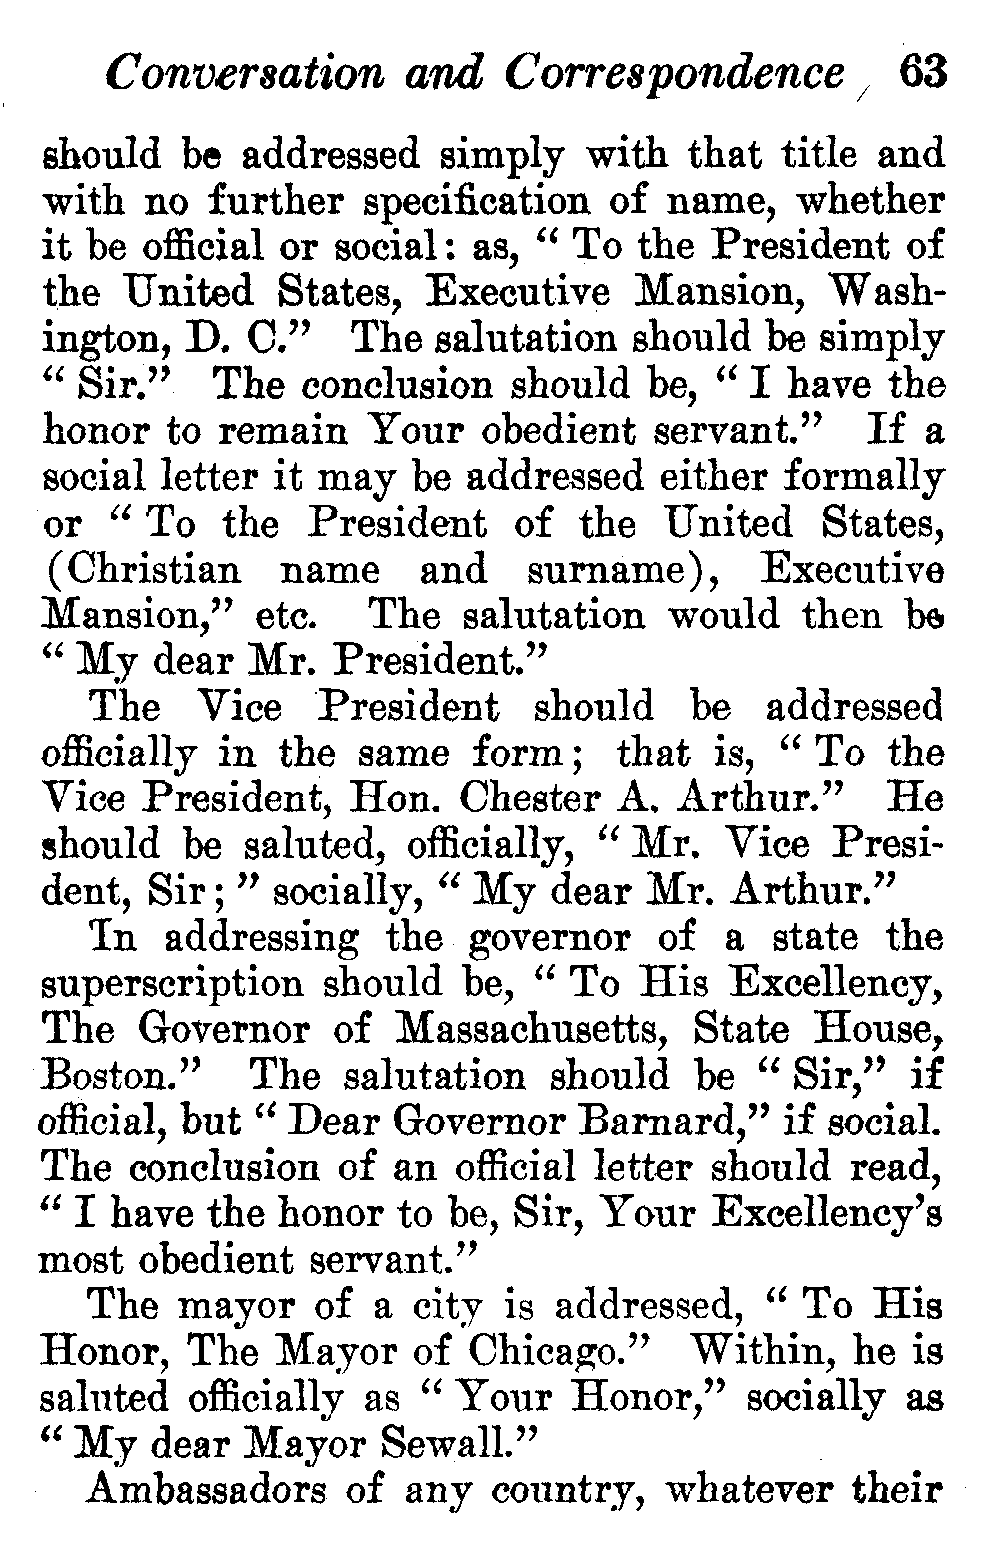 Conversation and Correspondence 63
should be addressed simply with that title and
with no further specification of name, whether
it be official or social: as, “ To the President of
the United States, Executive Mansion, Wash-
ington, D. C.” The salutation should be simply
“ Sir.” The conclusion should be, “ I have the
honor to remain Your obedient servant.” If a
social letter it may be addressed either formally
or “ To the President of the United States,
(Christian name and surname), Executive
Mansion,” etc. The salutation would then be
“ My dear Mr. President.”
The Vice President should be addressed
officially in the same form; that is, “ To the
Vice President, Hon. Chester A. Arthur.” He
should be saluted, officially, “ Mr. Vice Presi-
dent, Sir; ” socially, “ My dear Mr. Arthur.”
In addressing the governor of a state the
superscription should be, “ To His Excellency,
The Governor of Massachusetts, State House,
Boston.” The salutation should be “ Sir,” if
official, but “ Dear Governor Barnard,” if social.
The conclusion of an official letter should read,
“ I have the honor to be, Sir, Your Excellency’s
most obedient servant.”
The mayor of a city is addressed, “ To His
Honor, The Mayor of Chicago.” Within, he is
saluted officially as “ Your Honor,” socially as
“ My dear Mayor Sewall.”
Ambassadors of any country, whatever their